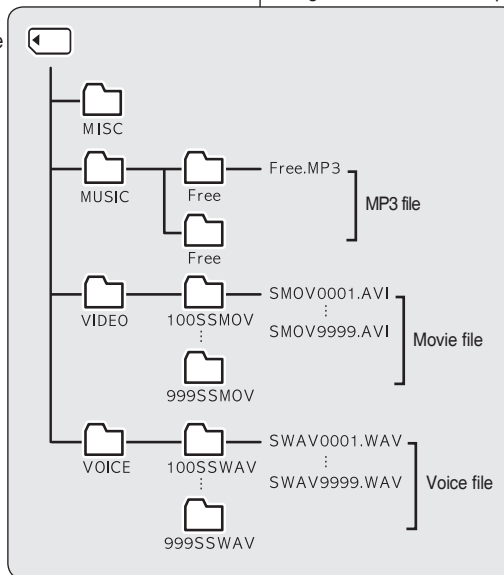 e
MISC
MUSIC
Free
Free.MP3
MP3 file
Free
VIDEO
100SSMOV
SMOV0001.AVI
⋮
SMOV9999.AVI
Movie file
⋮
999SSMOV
VOICE
100SSWAV
SWAV0001.WAV
⋮
SWAV9999.WAV
Voice file
⋮
999SSWAV